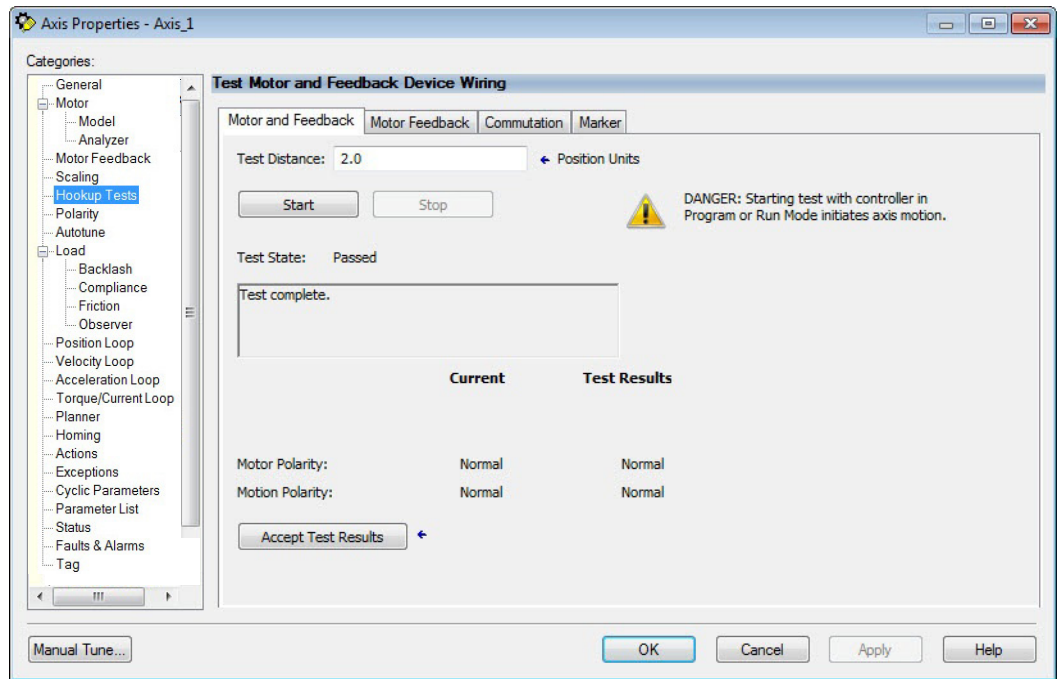 Axis Properties - Axis_1
Categories:
General
Motor
Model
Analyzer
Motor Feedback
Scaling
Hookup Tests
Polarity
Autotune
Load
Backlash
Compliance
Friction
Observer
Position Loop
Velocity Loop
Acceleration Loop
Torque/Current Loop
Planner
Homing
Actions
Exceptions
Cyclic Parameters
Parameter List
Status
Faults & Alarms
Tag
Test Motor and Feedback Device Wiring
Motor and Feedback Motor Feedback Commutation Marker
Test Distance: 2.0 Position Units
Start Stop
DANGER: Starting test with controller in
Program or Run Mode initiates axis motion.
Test State: Passed
Test complete.
Current Test Results
Motor Polarity: Normal Normal
Motion Polarity: Normal Normal
Accept Test Results
Manual Tune... OK Cancel Apply Help